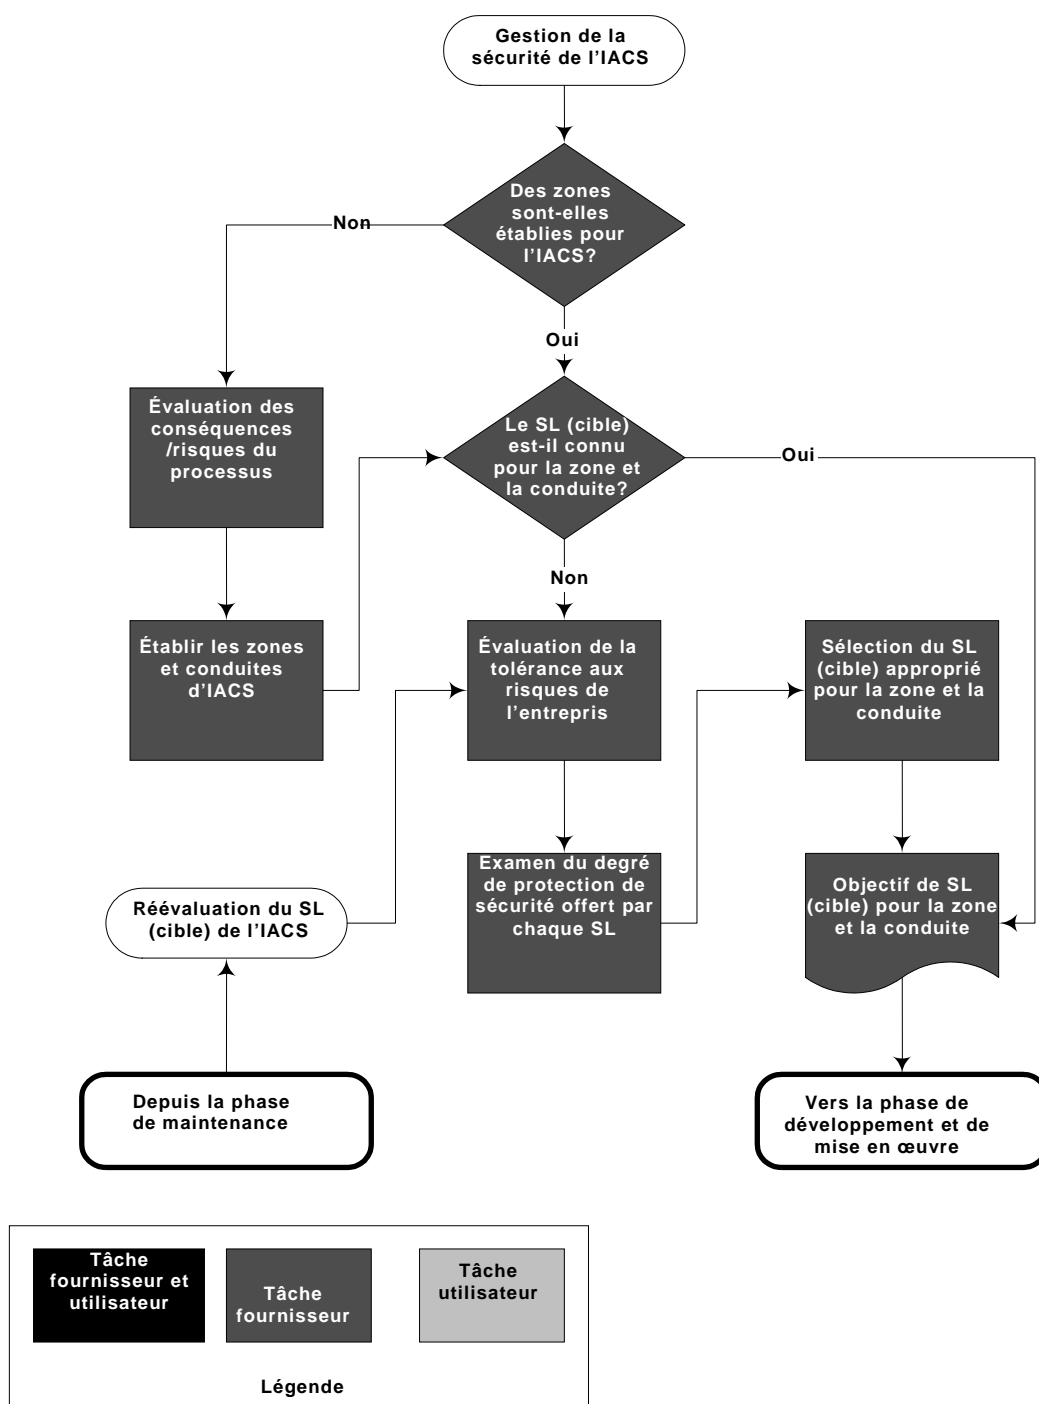 Gestion de la
sécurité de l'IACS
Des zones
sont-elles
établies pour
l'IACS?
Non
Oui
Évaluation des
conséquences
/risques du
processus
Le SL (cible)
est-il connu
pour la zone et
la conduite?
Oui
Non
Établir les zones
et conduites
d'IACS
Évaluation de la
tolérance aux
risques de
l'entrepris
Sélection du SL
(cible) approprié
pour la zone et la
conduite
Examen du degré
de protection de
sécurité offert par
chaque SL
Objectif de SL
(cible) pour la zone
et la conduite
Réévaluation du SL
(cible) de l'IACS
Depuis la phase
de maintenance
Vers la phase de
développement et de
mise en œuvre
Tâche
fournisseur et
utilisateur
Tâche
fournisseur
Tâche
utilisateur
Légende